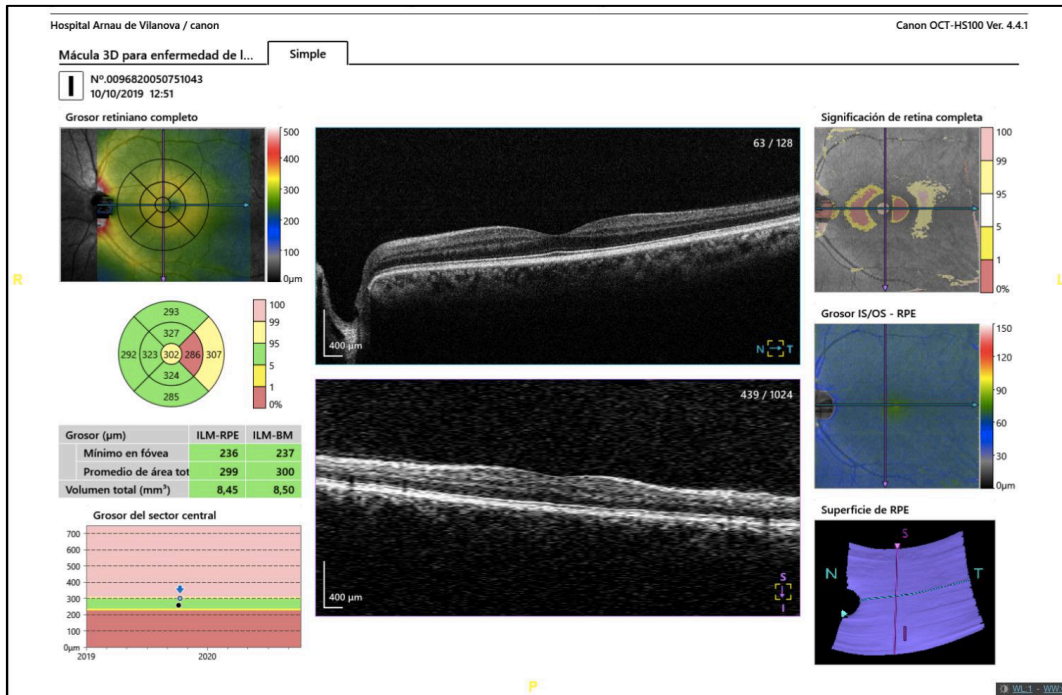 Hospital Arnau de Vilanova / canon
Canon OCT-HS100 Ver. 4.4.1
Mácula 3D para enfermedad de l...
Simple
I
Nº.0096820050751043
10/10/2019 12:51
Grosor retiniano completo
500
400
300
200
100
0µm
63 / 128
400 µm
N T
Significación de retina completa
100
99
95
5
1
0%
R
L
293
327
292 323 302 286 307
324
285
100
99
95
5
1
0%
Grosor IS/OS - RPE
150
120
90
60
30
0µm
439 / 1024
400 µm
S
I
Grosor (µm) ILM-RPE ILM-BM
Mínimo en fóvea 236 237
Promedio de área tot 299 300
Volumen total (mm³) 8,45 8,50
Grosor del sector central
700
600
500
400
300
200
100
0µm
2019 2020
Superficie de RPE
S
N T
I
P
WL:1 - WW: